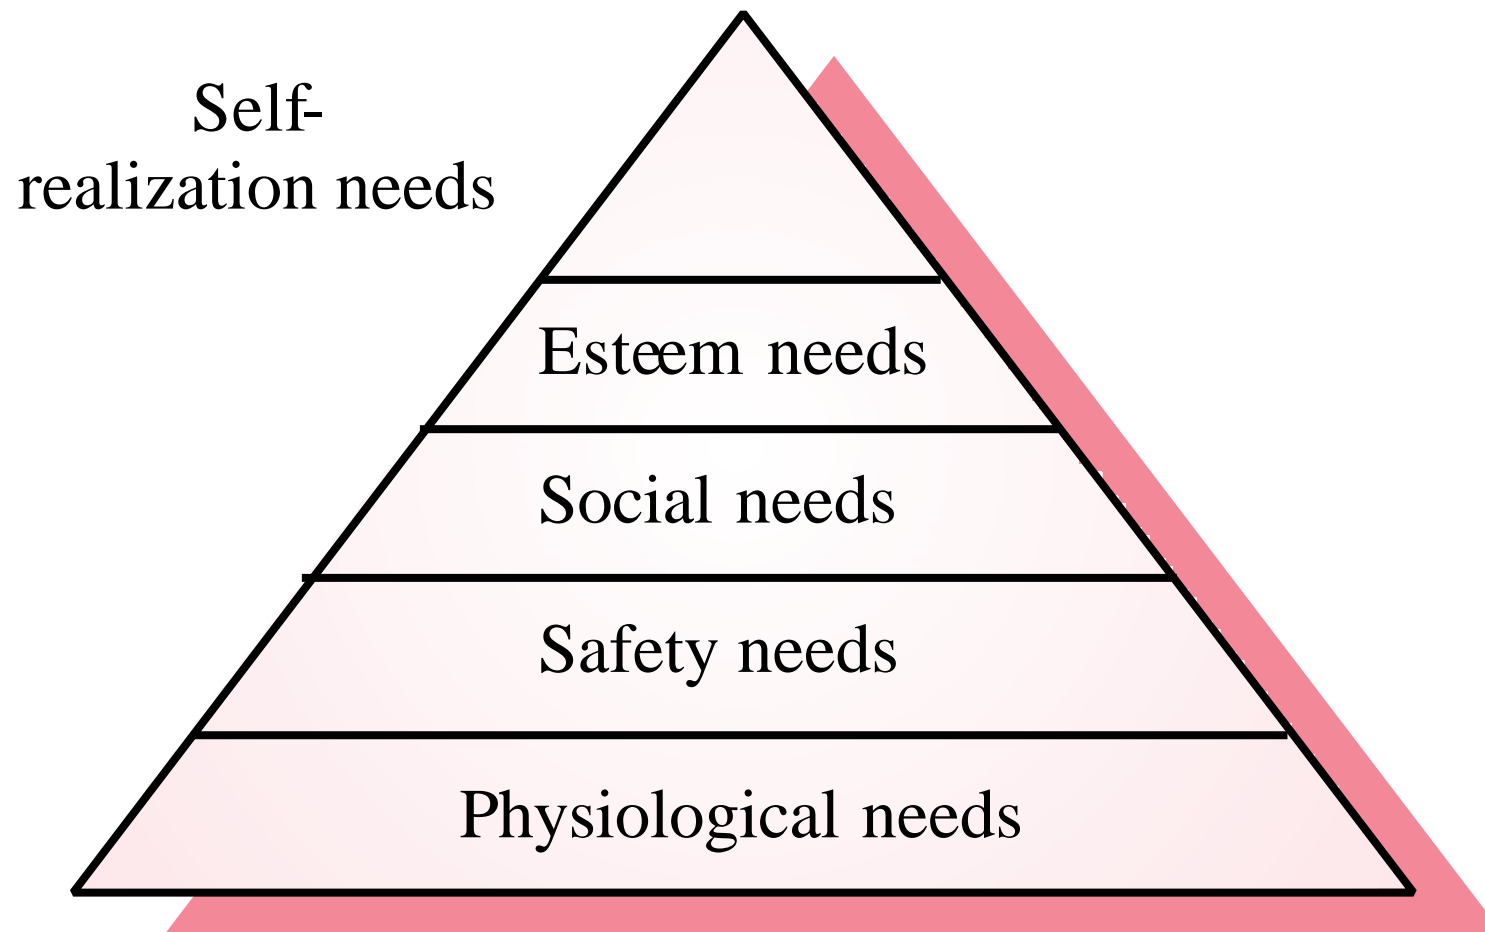 Self-
realization needs
Esteem needs
Social needs
Safety needs
Physiological needs